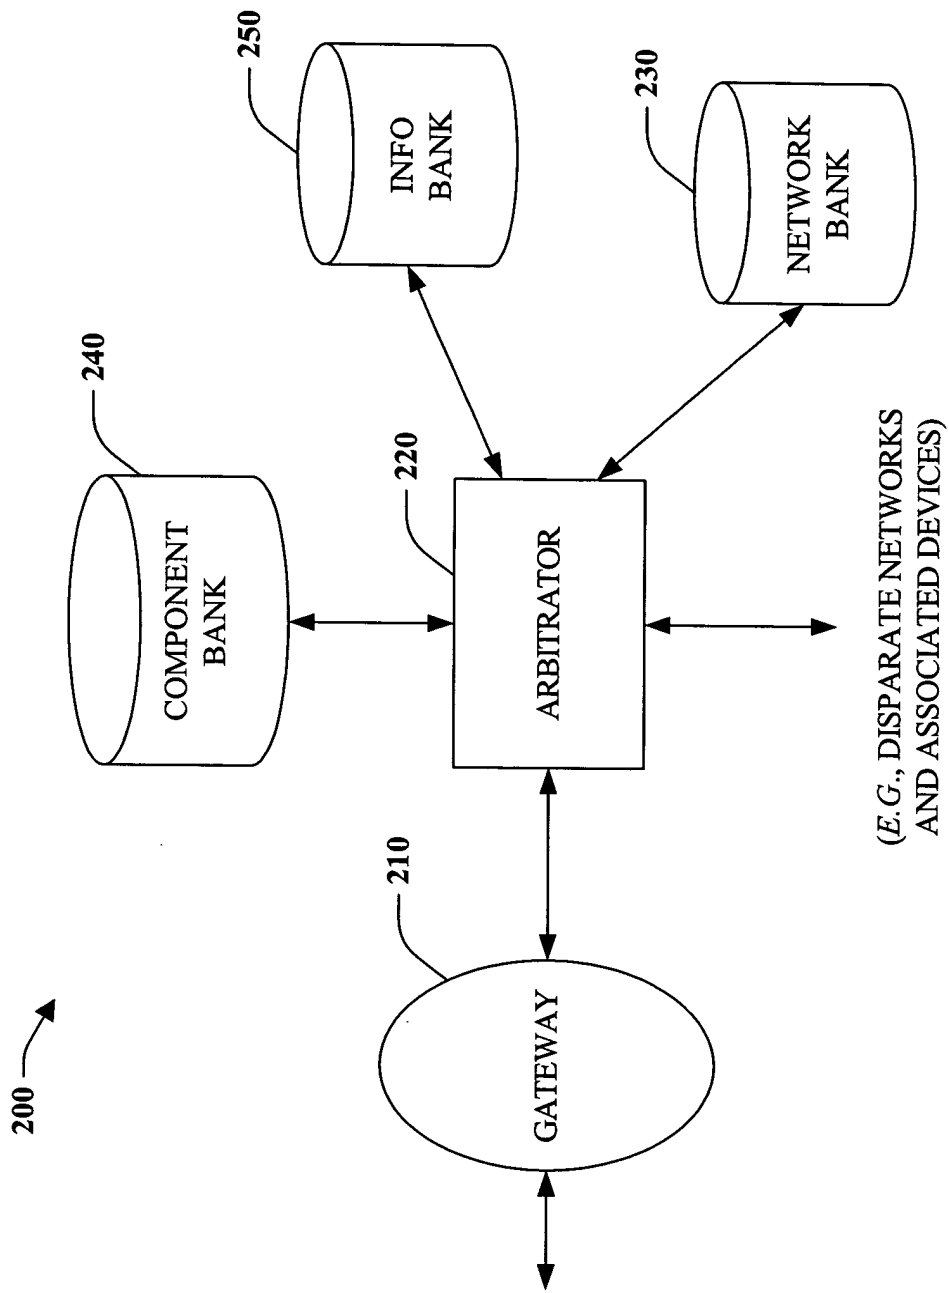 200
240
COMPONENT
BANK
250
INFO
BANK
210
220
GATEWAY
ARBITRATOR
230
NETWORK
BANK
(E.G., DISPARATE NETWORKS
AND ASSOCIATED DEVICES)